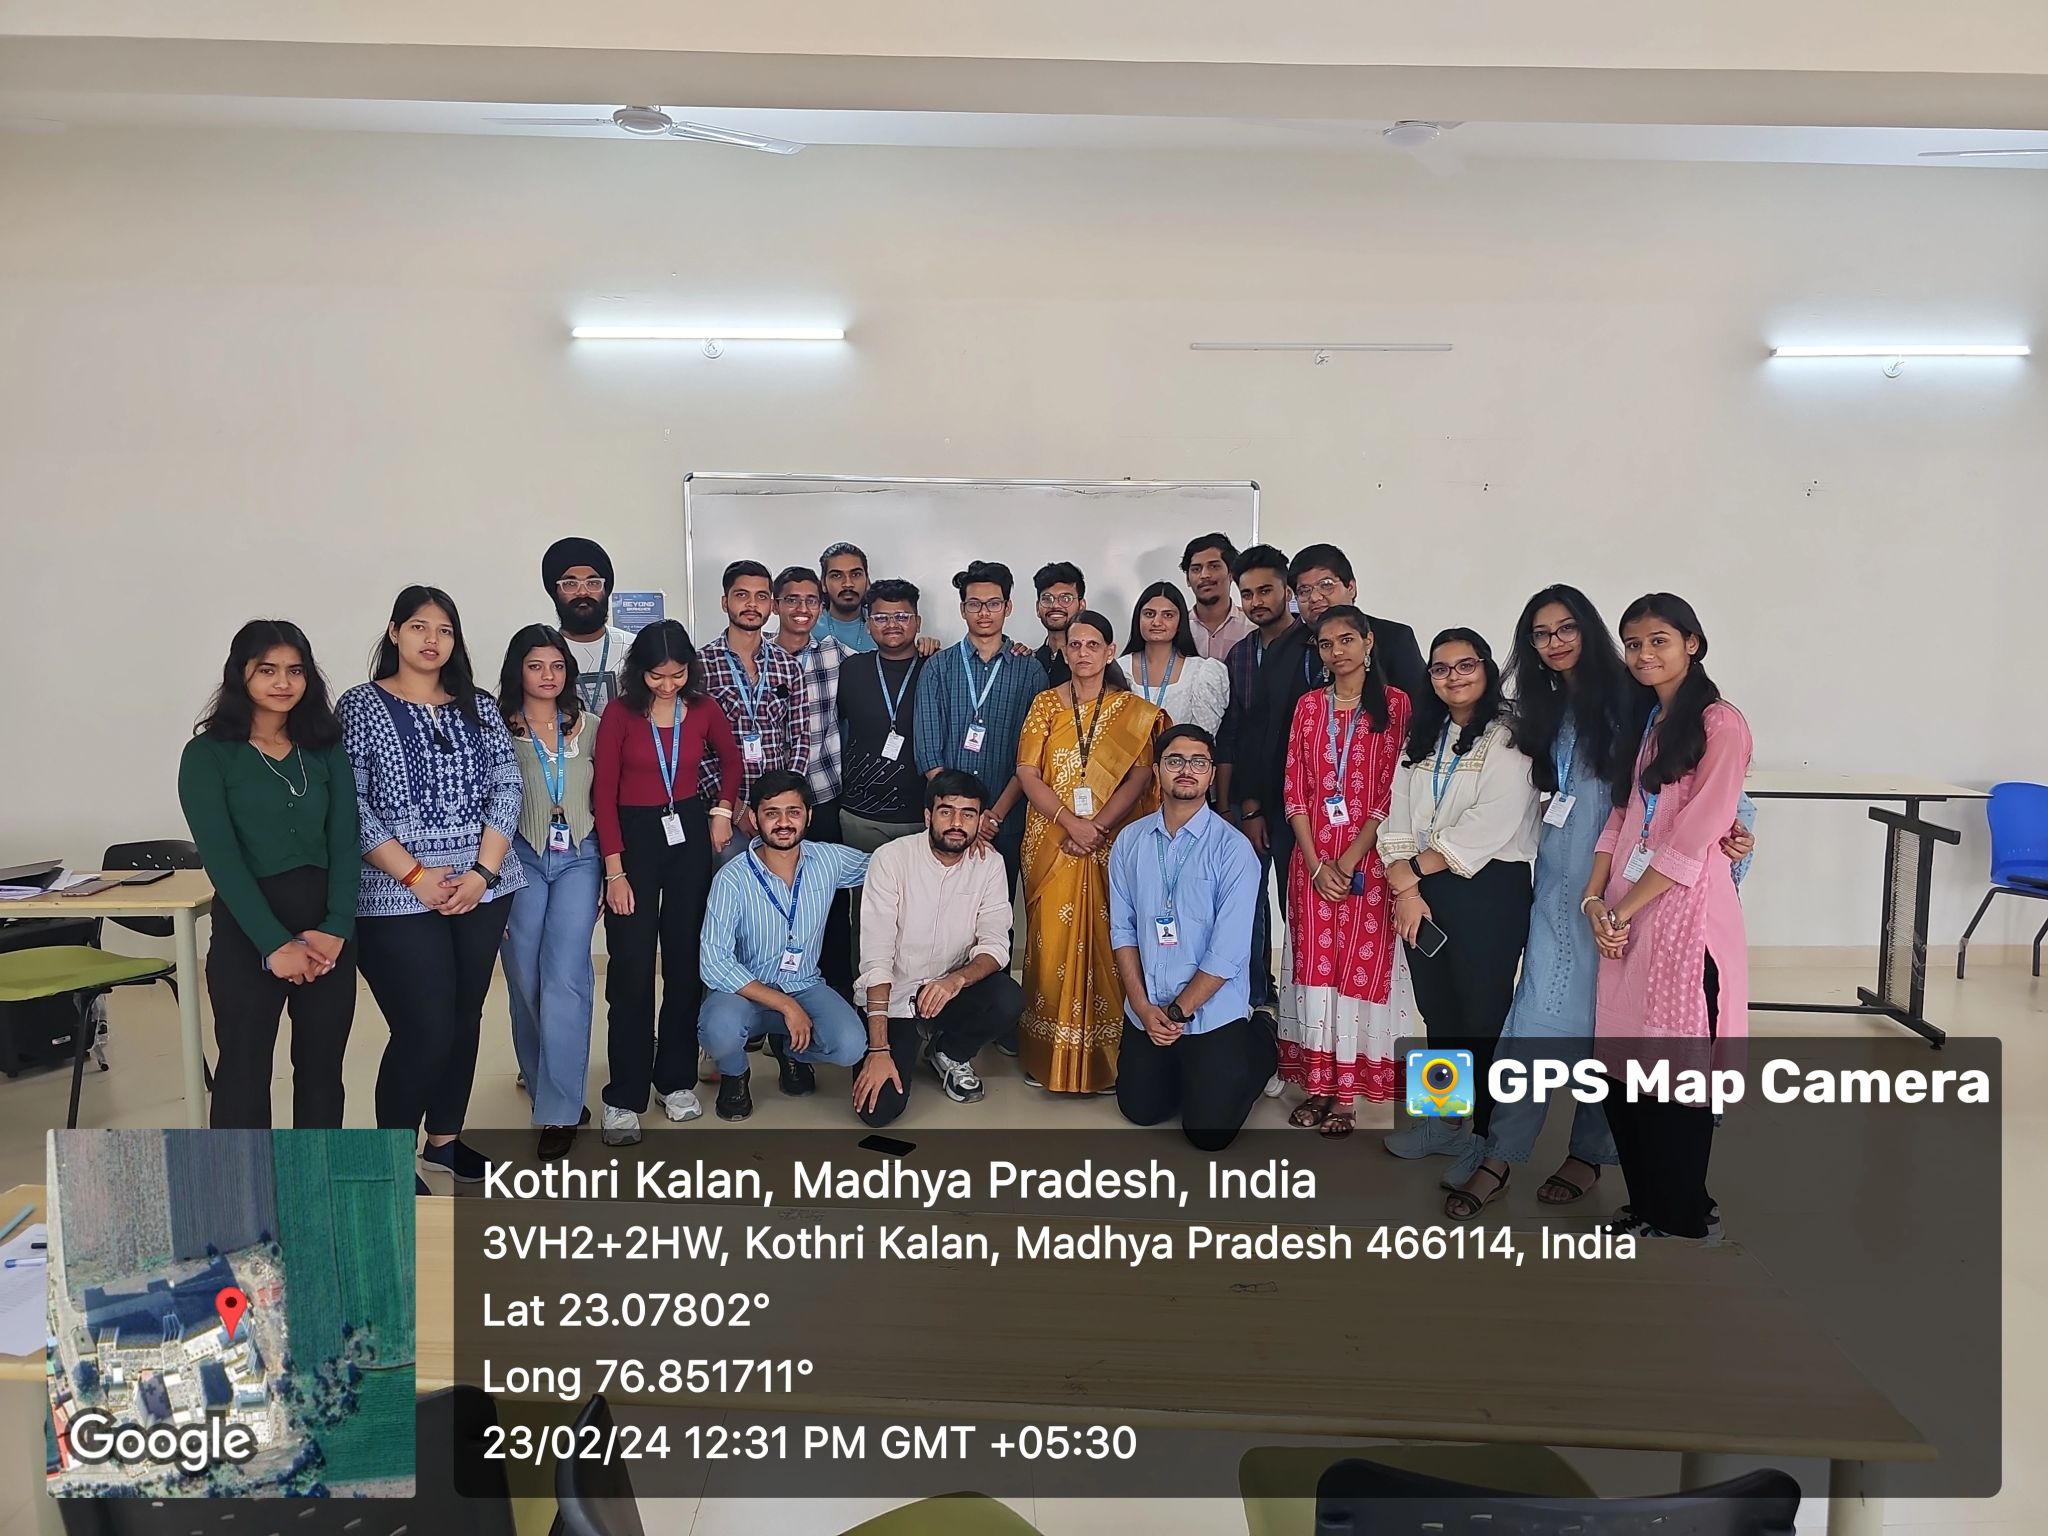 BEYOND
GPS Map Camera
Kothri Kalan, Madhya Pradesh, India
3VH2+2HW, Kothri Kalan, Madhya Pradesh 466114, India
Lat 23.07802°
Long 76.851711°
23/02/24 12:31 PM GMT +05:30
Google